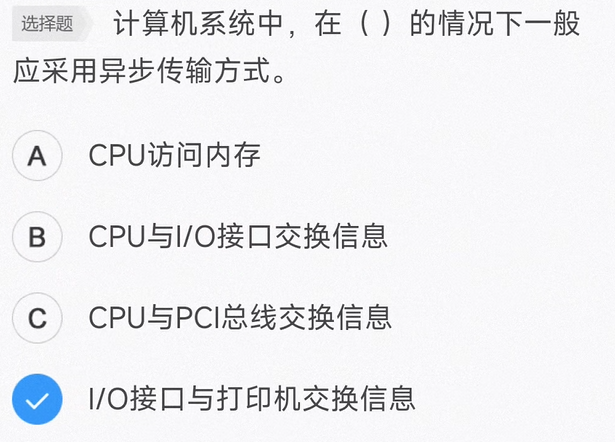 选择题 计算机系统中，在（ ）的情况下一般
应采用异步传输方式。
A CPU访问内存
B CPU与I/O接口交换信息
C CPU与PCI总线交换信息
I/O接口与打印机交换信息